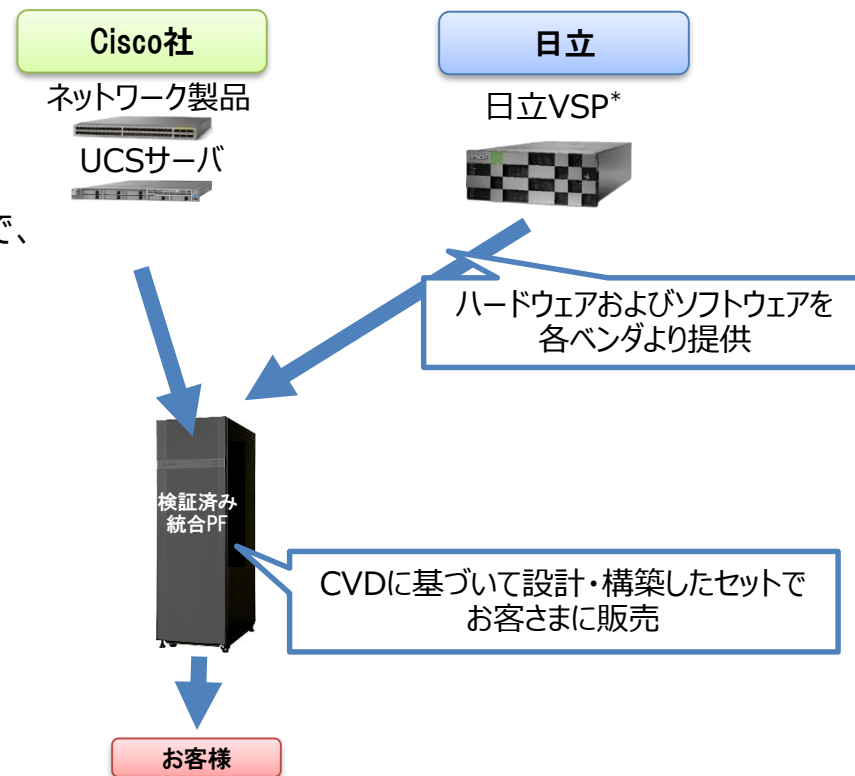 Cisco社
日立
ネットワーク製品
日立VSP*
UCSサーバ
で、
ハードウェアおよびソフトウェアを
各ベンダより提供
検証済み
統合PF
CVDに基づいて設計・構築したセットで
お客さまに販売
お客様